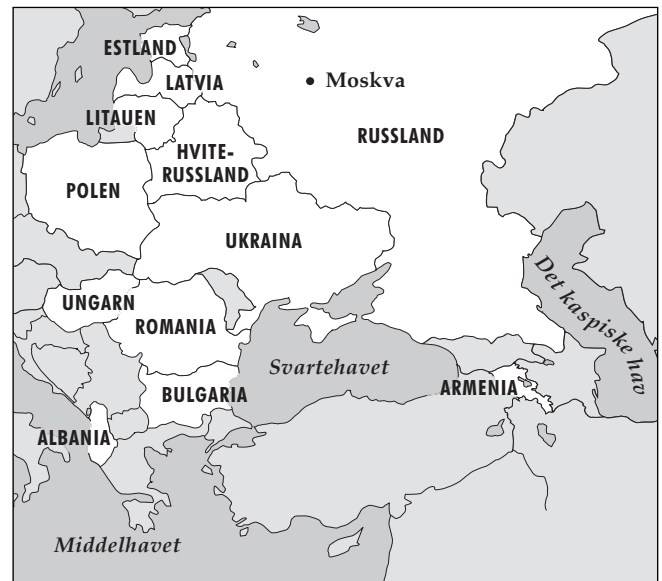 ESTLAND
LATVIA
• Moskva
LITAUEN
RUSSLAND
HVITE-
RUSSLAND
POLEN
UKRAINA
Det kaspiske hav
UNGARN
ROMANIA
Svartehavet
ARMENIA
BULGARIA
ALBANIA
Middelhavet